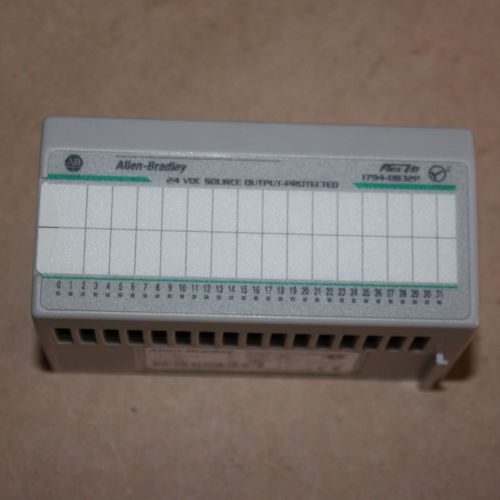 AB Allen-Bradley Flex I/O
24 VDC SOURCE OUTPUT-PROTECTED 1794-OB32P
0 1 2 3 4 5 6 7 8 9 10 11 12 13 14 15 16 17 18 19 20 21 22 23 24 25 26 27 28 29 30 31
Allen-Bradley